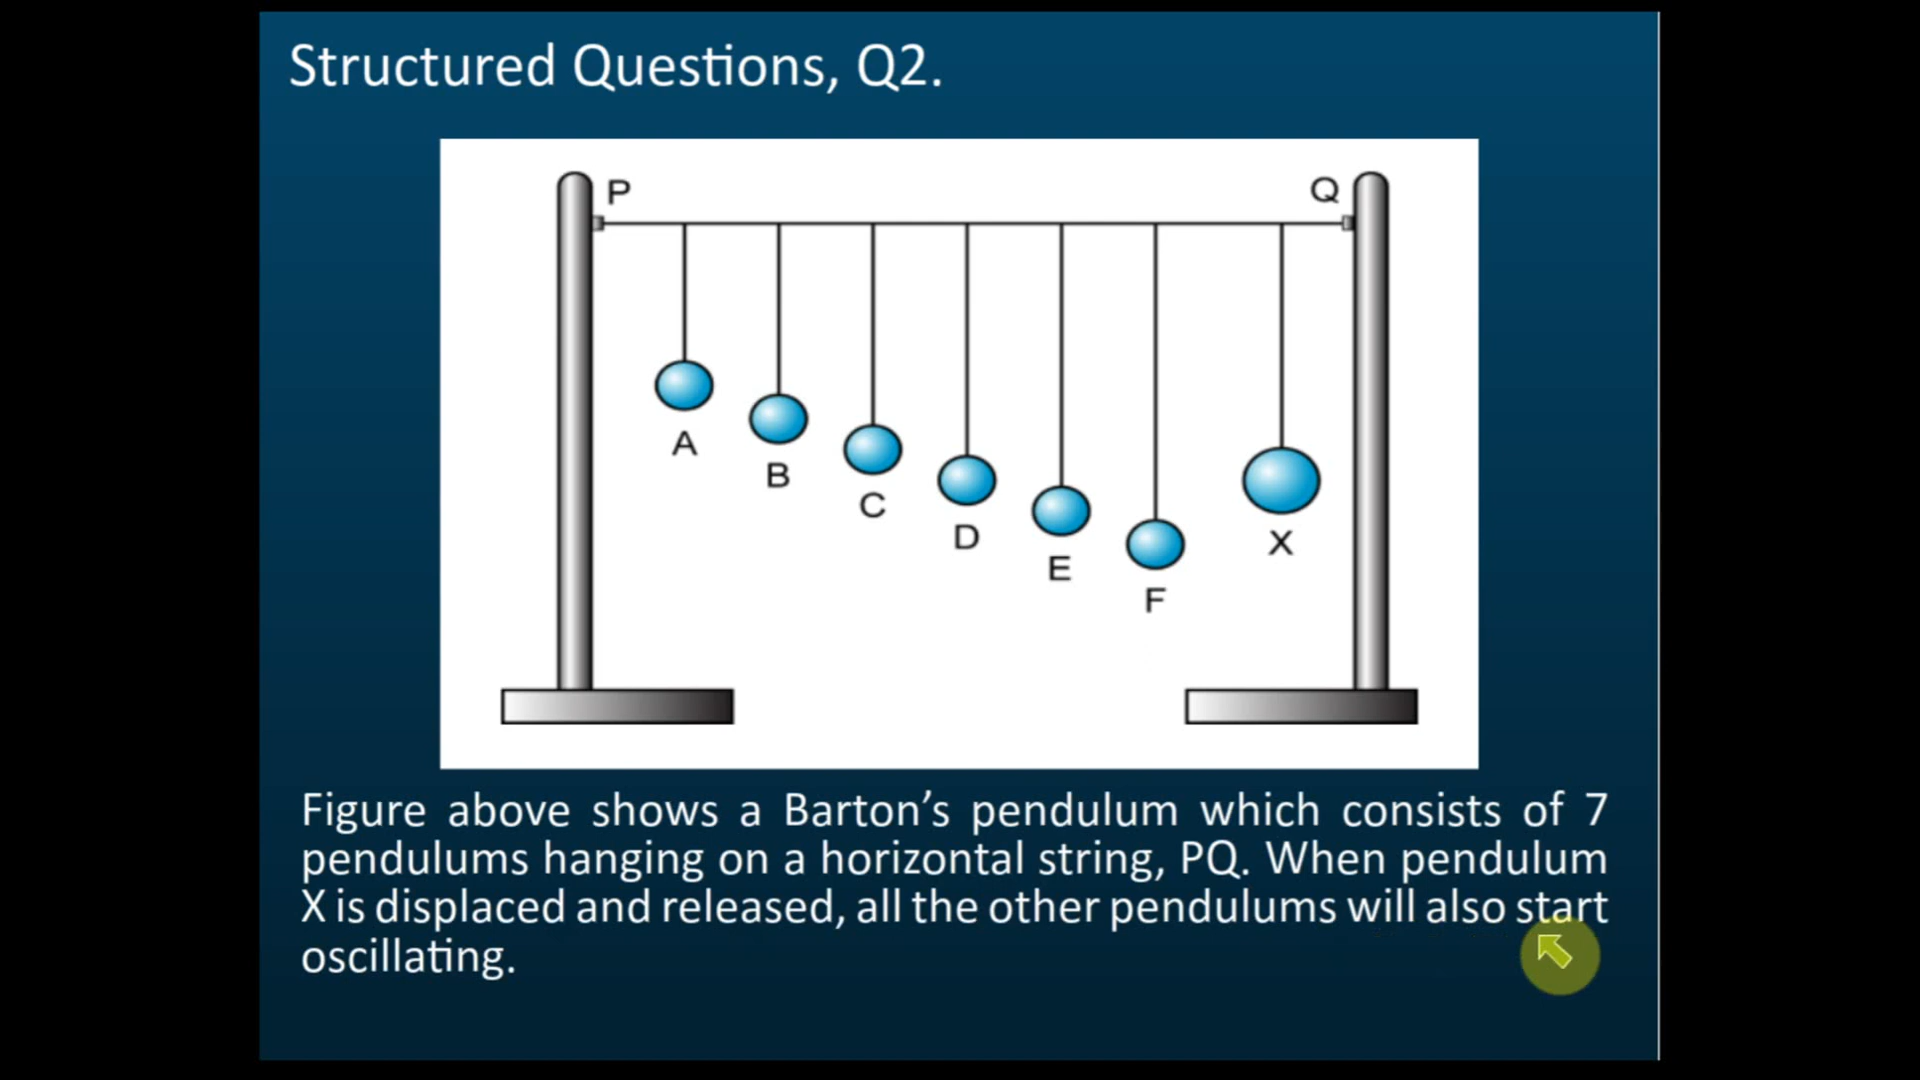 Structured Questions, Q2.
P
Q
A
B
C
D
E
F
X
Figure above shows a Barton’s pendulum which consists of 7
pendulums hanging on a horizontal string, PQ. When pendulum
X is displaced and released, all the other pendulums will also start
oscillating.